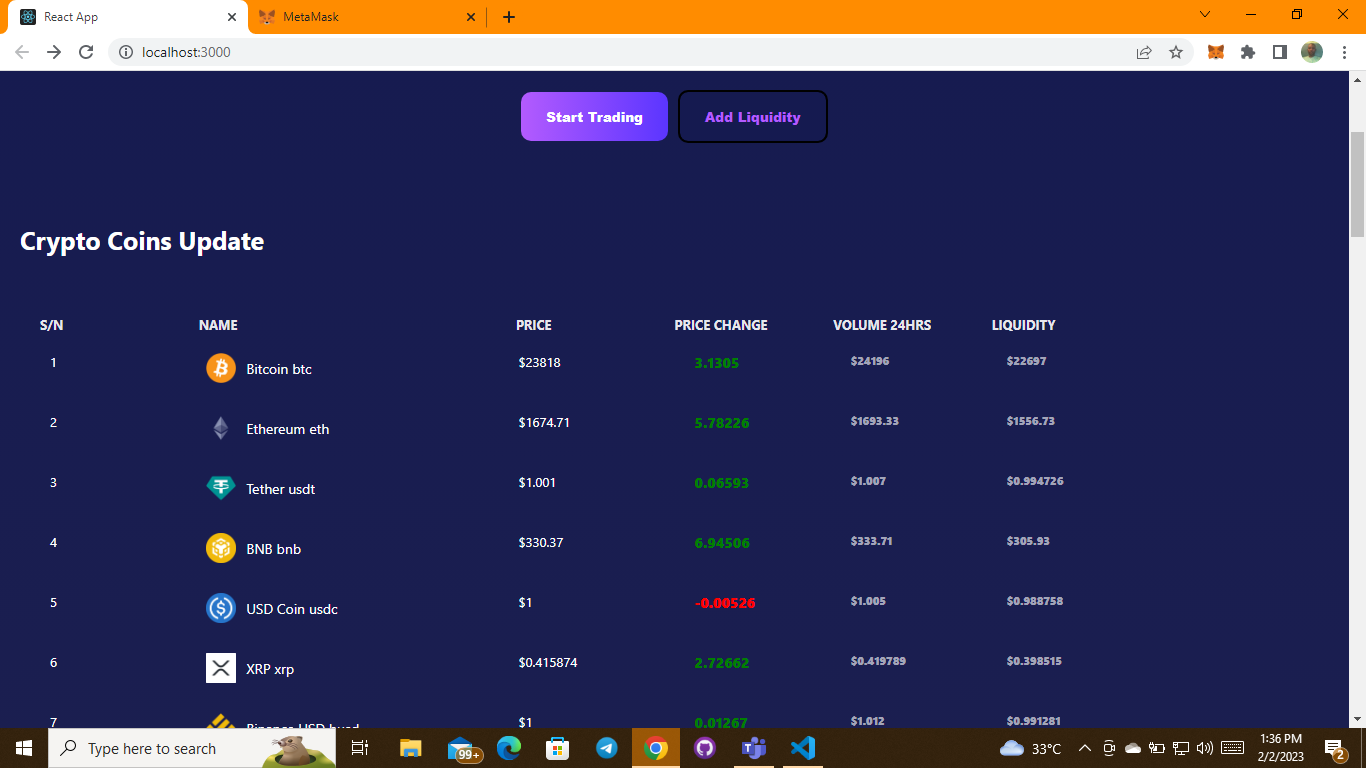 React App
MetaMask
localhost:3000
Start Trading
Add Liquidity
Crypto Coins Update
S/N NAME PRICE PRICE CHANGE VOLUME 24HRS LIQUIDITY
1 Bitcoin btc $23818 3.1305 $24196 $22697
2 Ethereum eth $1674.71 5.78226 $1693.33 $1556.73
3 Tether usdt $1.001 0.06593 $1.007 $0.994726
4 BNB bnb $330.37 6.94506 $333.71 $305.93
5 USD Coin usdc $1 -0.00526 $1.005 $0.988758
6 XRP xrp $0.415874 2.72662 $0.419789 $0.398515
7 Binance USD busd $1 0.01267 $1.012 $0.991281
Type here to search
99+
33°C
1:36 PM
2/2/2023
2